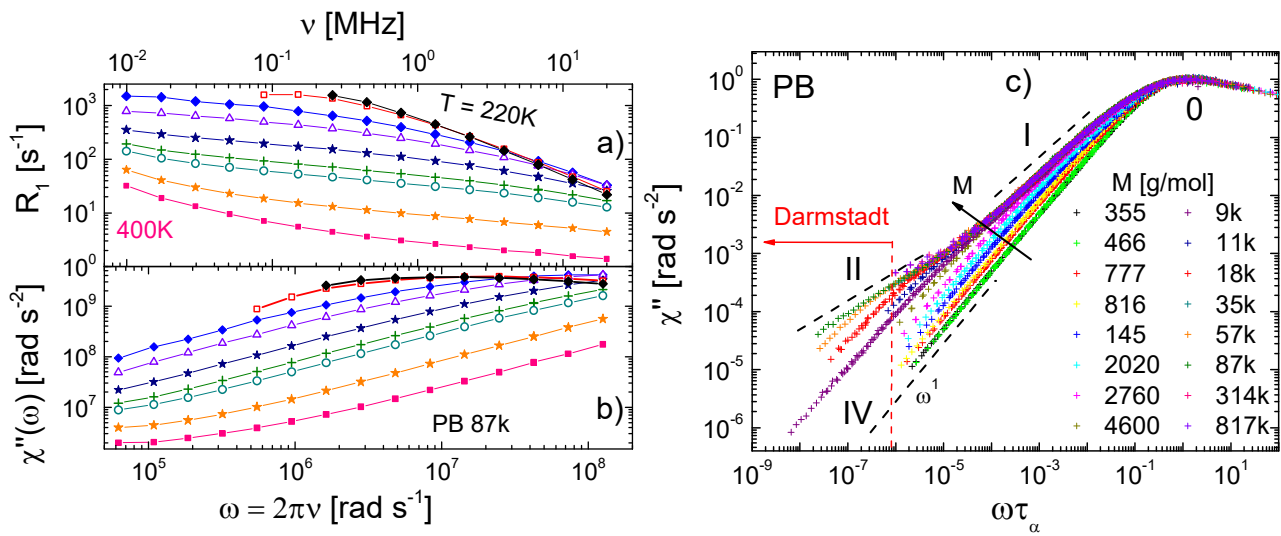 ν [MHz]
10⁻² 10⁻¹ 10⁰ 10¹
R₁ [s⁻¹]
10³
10²
10¹
10⁰
T = 220K
a)
400K
χ''(ω) [rad s⁻²]
10⁹
10⁸
10⁷
PB 87k
b)
10⁵ 10⁶ 10⁷ 10⁸
ω = 2πν [rad s⁻¹]
PB
c)
χ'' [rad s⁻²]
10⁰
10⁻¹
10⁻²
10⁻³
10⁻⁴
10⁻⁵
10⁻⁶
0
I
M
Darmstadt
II
IV
ω¹
M [g/mol]
355 9k
466 11k
777 18k
816 35k
145 57k
2020 87k
2760 314k
4600 817k
10⁻⁹ 10⁻⁷ 10⁻⁵ 10⁻³ 10⁻¹ 10¹
ωτα